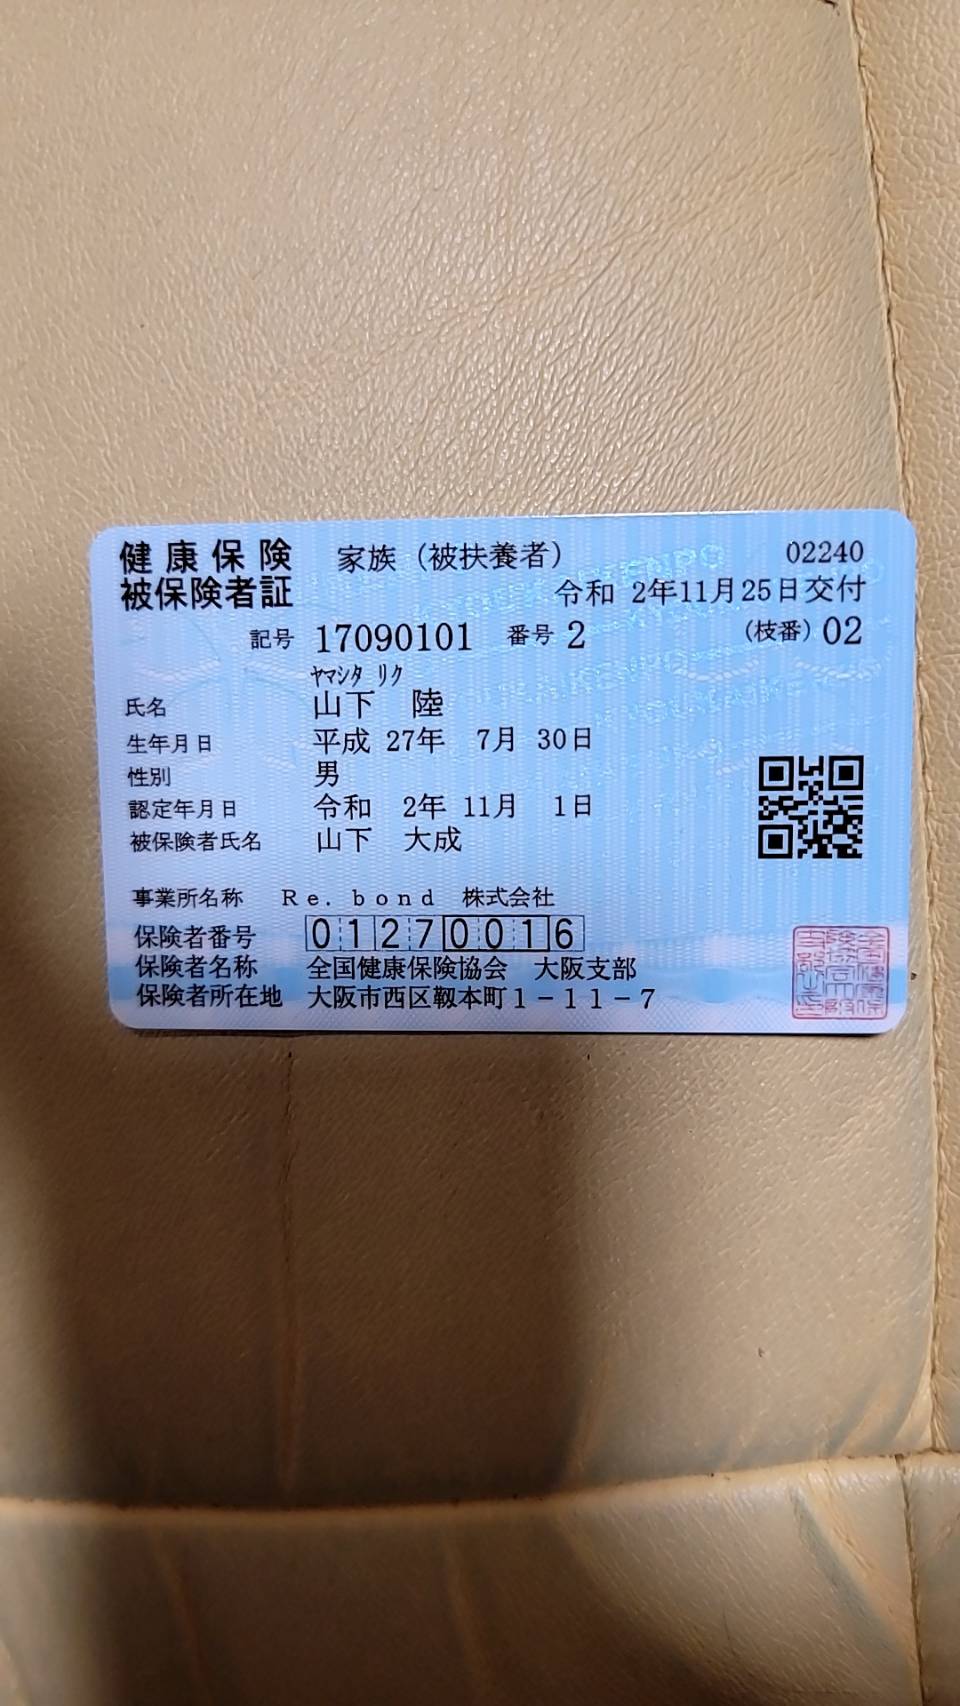 健康保険 家族（被扶養者） 02240
被保険者証 令和 2年11月25日交付
記号 17090101 番号 2 （枝番）02
ヤマシタ リク
氏名 山下 陸
生年月日 平成 27年 7月 30日
性別 男
認定年月日 令和 2年 11月 1日
被保険者氏名 山下 大成
事業所名称 Ｒｅ．ｂｏｎｄ 株式会社
保険者番号 01270016
保険者名称 全国健康保険協会 大阪支部
保険者所在地 大阪市西区靱本町１－１１－７